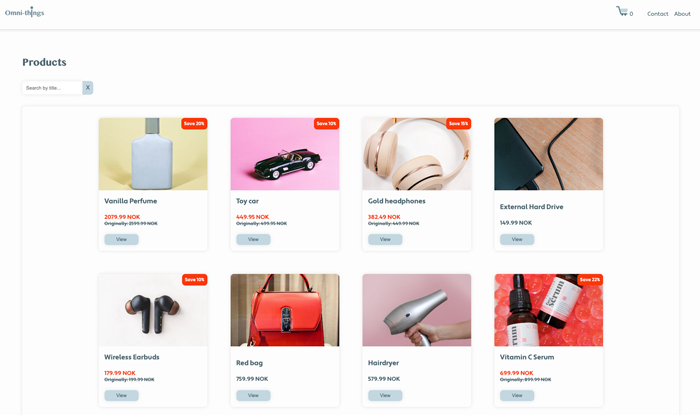 Omni-things
0
Contact
About
Products
Search by title...
X
Save 20%
Save 10%
Save 15%
Vanilla Perfume
Toy car
Gold headphones
External Hard Drive
2079.99 NOK
Originally: 2599.99 NOK
449.95 NOK
Originally: 499.95 NOK
382.49 NOK
Originally: 449.99 NOK
149.99 NOK
View
View
View
View
Save 10%
Save 22%
serum
serum
Wireless Earbuds
Red bag
Hairdryer
Vitamin C Serum
179.99 NOK
Originally: 199.99 NOK
759.99 NOK
579.99 NOK
699.99 NOK
Originally: 899.99 NOK
View
View
View
View